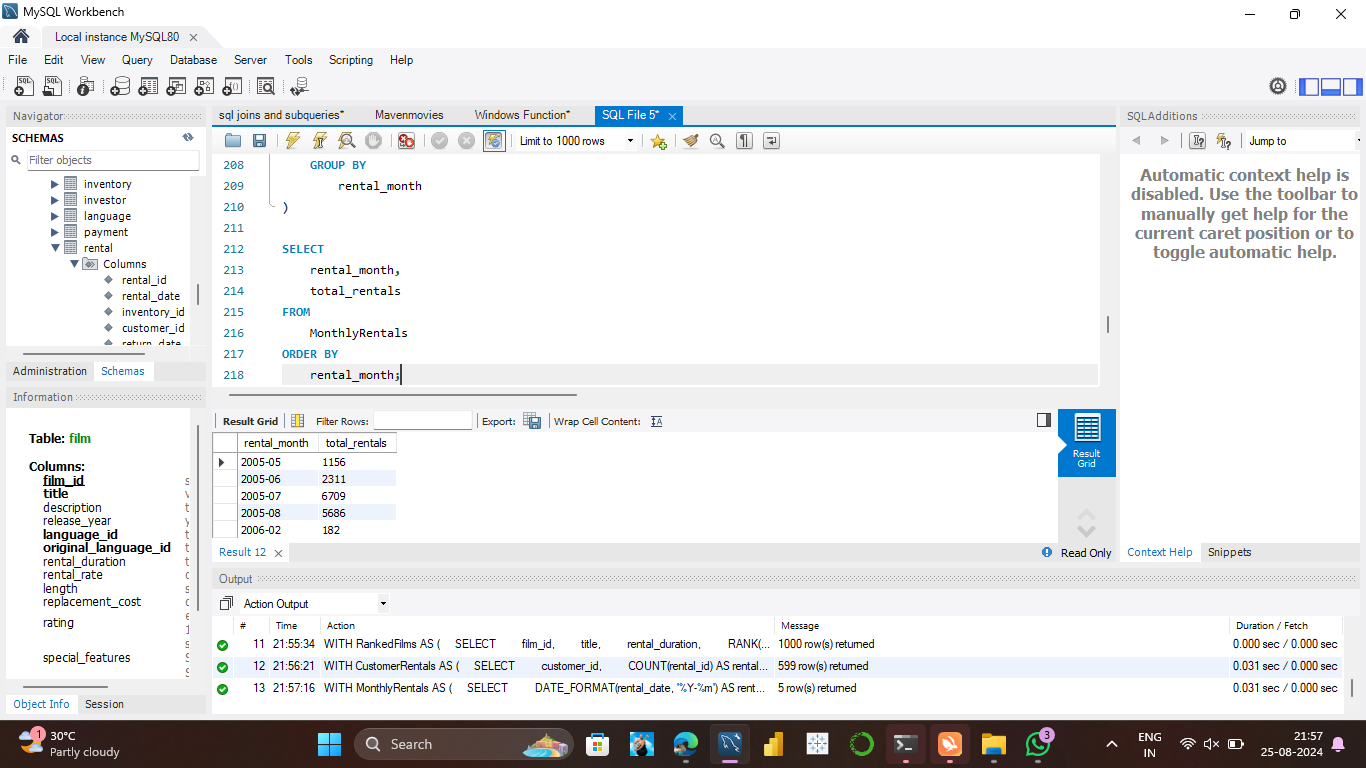 MySQL Workbench
Local instance MySQL80
File Edit View Query Database Server Tools Scripting Help
Navigator
SCHEMAS
Filter objects
inventory
investor
language
payment
rental
Columns
rental_id
rental_date
inventory_id
customer_id
return_date
Administration Schemas
Information
Table: film
Columns:
film_id
title
description
release_year
language_id
original_language_id
rental_duration
rental_rate
length
replacement_cost
rating
special_features
Object Info Session
sql joins and subqueries* Mavenmovies Windows Function* SQL File 5*
Limit to 1000 rows
208 GROUP BY
209 rental_month
210 )
211
212 SELECT
213 rental_month,
214 total_rentals
215 FROM
216 MonthlyRentals
217 ORDER BY
218 rental_month;
Result Grid Filter Rows: Export: Wrap Cell Content:
rental_month total_rentals
2005-05 1156
2005-06 2311
2005-07 6709
2005-08 5686
2006-02 182
Result Grid
Result 12
Read Only
SQLAdditions
Jump to
Automatic context help is
disabled. Use the toolbar to
manually get help for the
current caret position or to
toggle automatic help.
Context Help Snippets
Output
Action Output
# Time Action Message Duration / Fetch
11 21:55:34 WITH RankedFilms AS ( SELECT film_id, title, rental_duration, RANK(... 1000 row(s) returned 0.000 sec / 0.000 sec
12 21:56:21 WITH CustomerRentals AS ( SELECT customer_id, COUNT(rental_id) AS rental... 599 row(s) returned 0.031 sec / 0.000 sec
13 21:57:16 WITH MonthlyRentals AS ( SELECT DATE_FORMAT(rental_date, '%Y-%m') AS rent... 5 row(s) returned 0.031 sec / 0.000 sec
1
30°C
Partly cloudy
Search
3
ENG
IN
21:57
25-08-2024